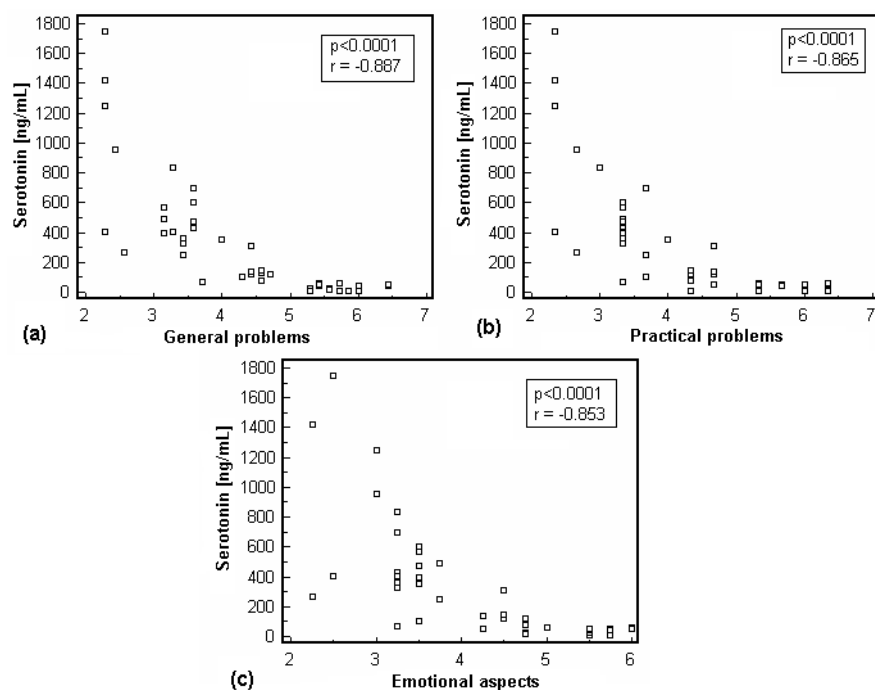 1800
1600
1400
1200
1000
800
600
400
200
0
Serotonin [ng/mL]
p<0.0001
r = -0.887
2 3 4 5 6 7
General problems
(a)
1800
1600
1400
1200
1000
800
600
400
200
0
Serotonin [ng/mL]
p<0.0001
r = -0.865
2 3 4 5 6 7
Practical problems
(b)
1800
1600
1400
1200
1000
800
600
400
200
0
Serotonin [ng/mL]
p<0.0001
r = -0.853
2 3 4 5 6
Emotional aspects
(c)